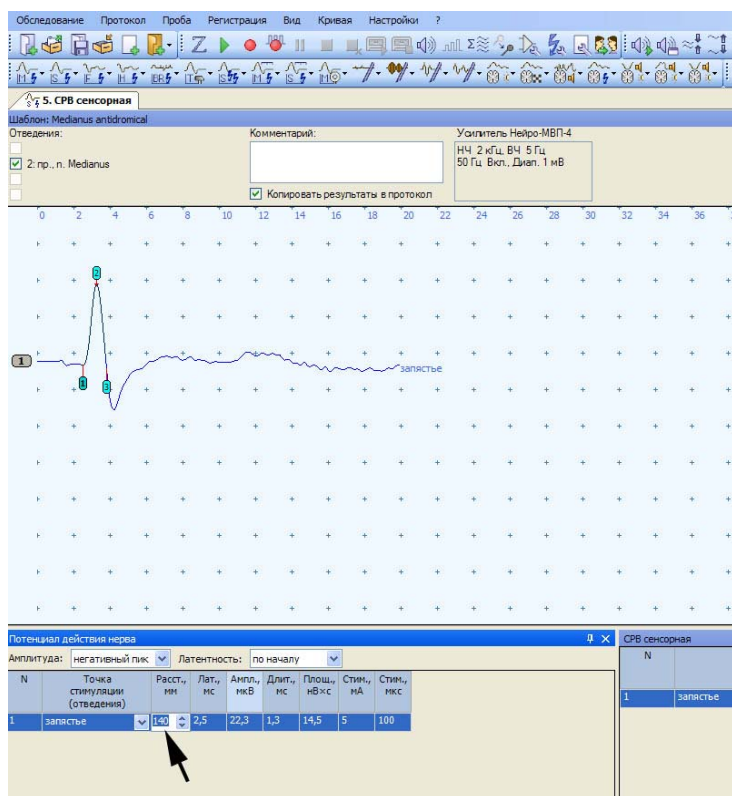 Обследование Протокол Проба Регистрация Вид Кривая Настройки ?
5. СРВ сенсорная
Шаблон: Medianus antidromical
Отведения: Комментарий: Усилитель Нейро-МВП-4
НЧ 2 кГц, ВЧ 5 Гц
50 Гц Вкл., Диап. 1 мВ
2: пр., n. Medianus
Копировать результаты в протокол
0 2 4 6 8 10 12 14 16 18 20 22 24 26 28 30 32 34 36
2
1
запястье
1 3
Потенциал действия нерва
СРВ сенсорная
Амплитуда: негативный пик Латентность: по началу
N Точка стимуляции (отведения) Расст., мм Лат., мс Ампл., мкВ Длит., мс Площ., нВ×с Стим., мА Стим., мкс
1 запястье 140 2,5 22,3 1,3 14,5 5 100
N
1 запястье